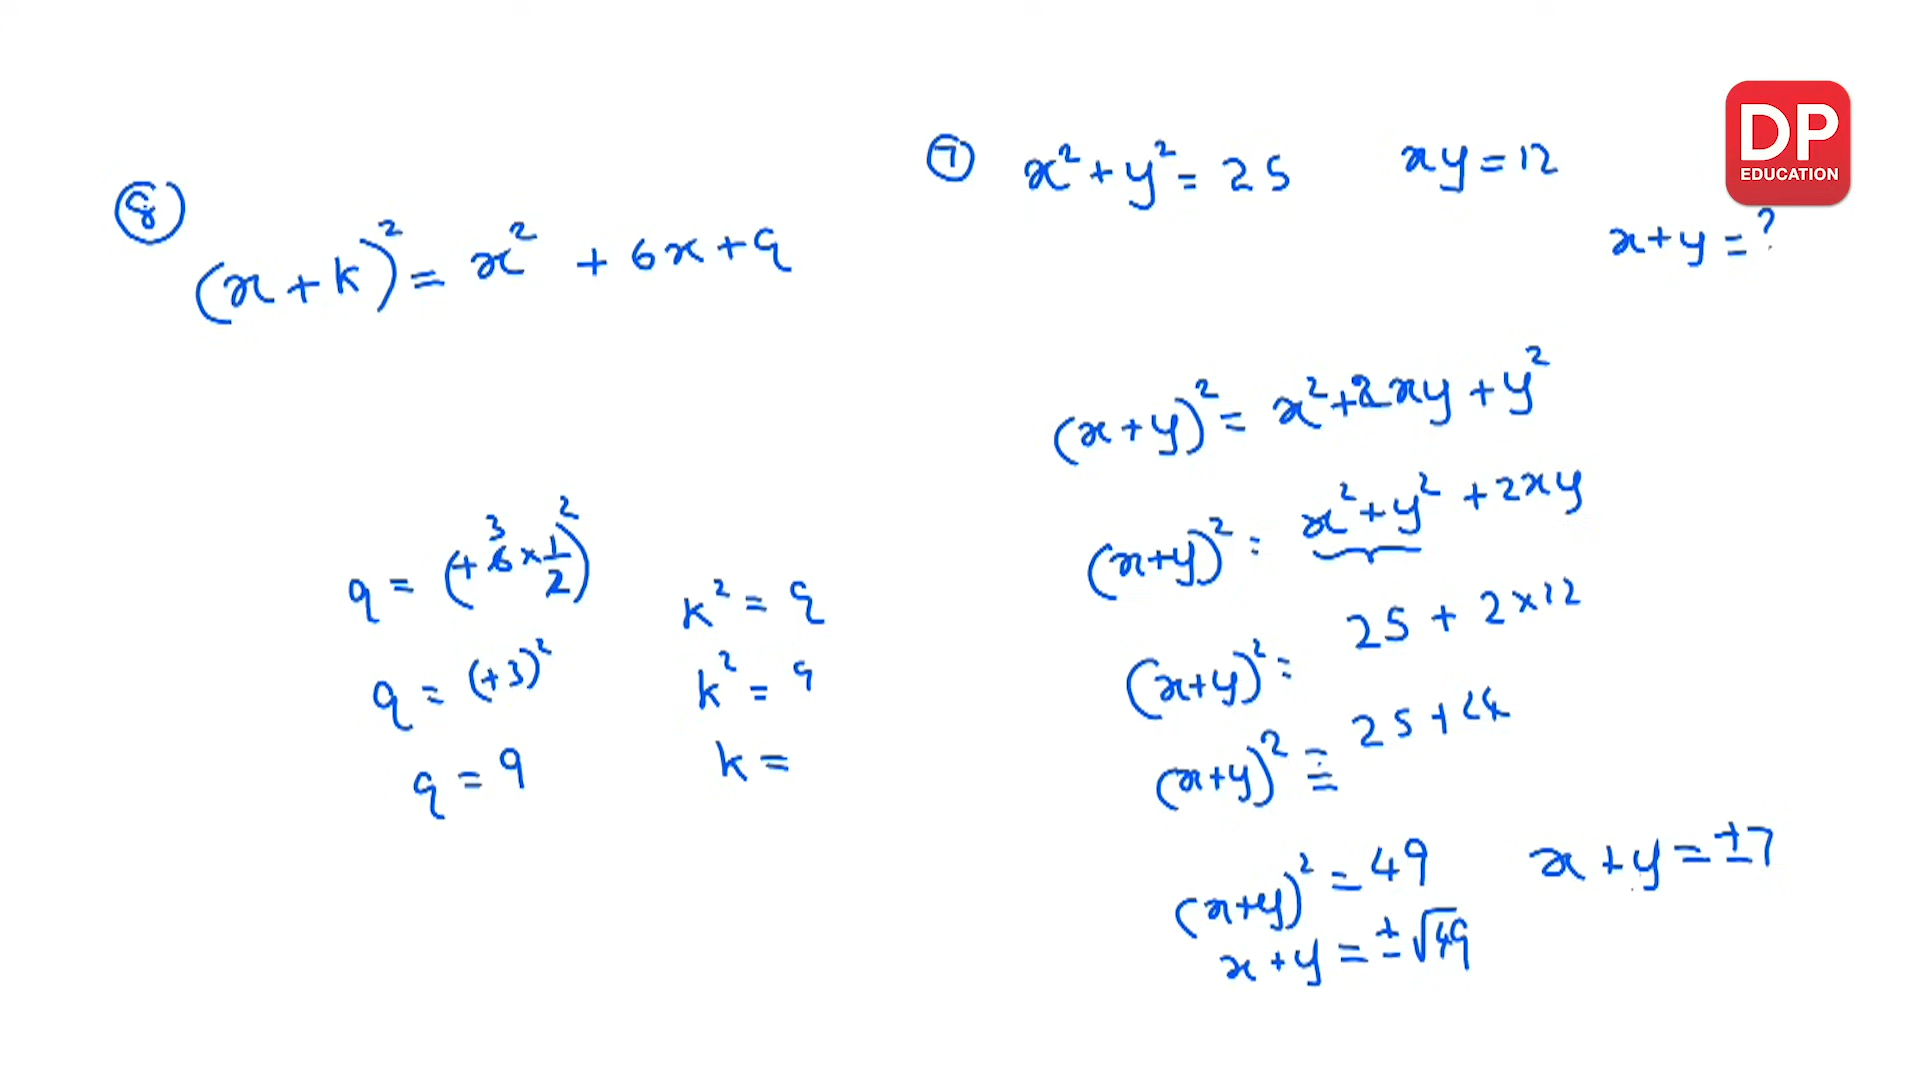 DP
EDUCATION
⑧
(x+k)² = x² + 6x + q
q = (+6³ × 1/2)²
q = (+3)²
q = 9
k² = q
k² = 9
k =
⑦ x² + y² = 25 xy = 12
x + y = ?
(x+y)² = x² + 2xy + y²
(x+y)² = x² + y² + 2xy
(x+y)² = 25 + 2×12
(x+y)² = 25 + 24
(x+y)² = 49
x + y = ±√49
x + y = ±7